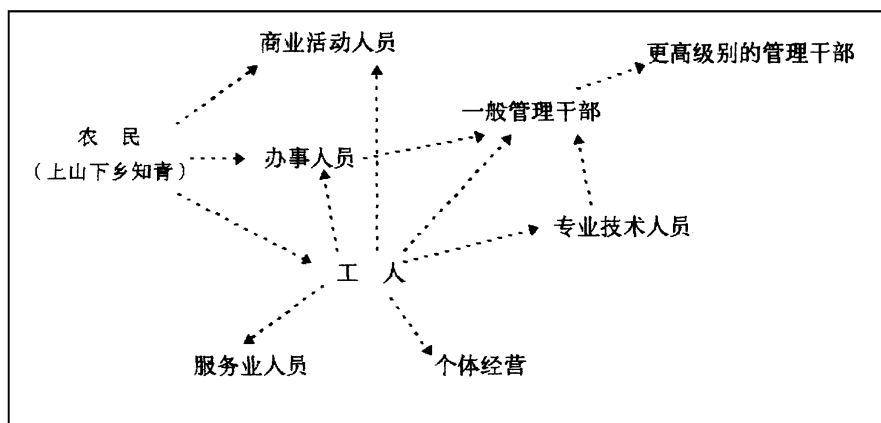 商业活动人员
更高级别的管理干部
一般管理干部
农 民
（上山下乡知青）
办事人员
专业技术人员
工 人
服务业人员
个体经营